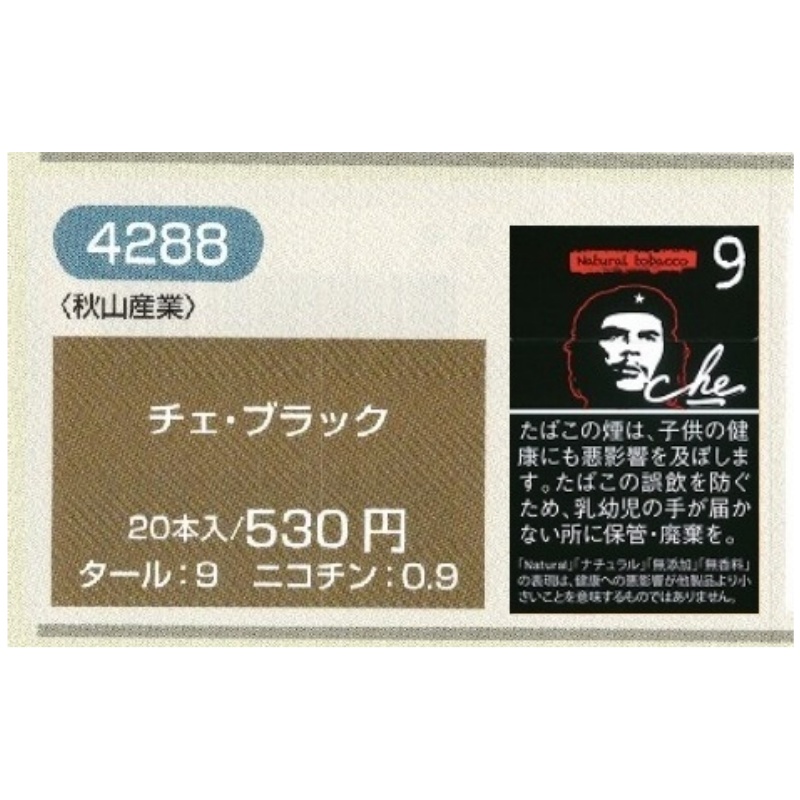 4288
〈秋山産業〉
チェ・ブラック
20本入/530円
タール：9 ニコチン：0.9
Natural tobacco
9
che
たばこの煙は、子供の健
康にも悪影響を及ぼしま
す。たばこの誤飲を防ぐ
ため、乳幼児の手が届か
ない所に保管・廃棄を。
「Natural」「ナチュラル」「無添加」「無香料」
の表現は、健康への悪影響が他製品より小
さいことを意味するものではありません。